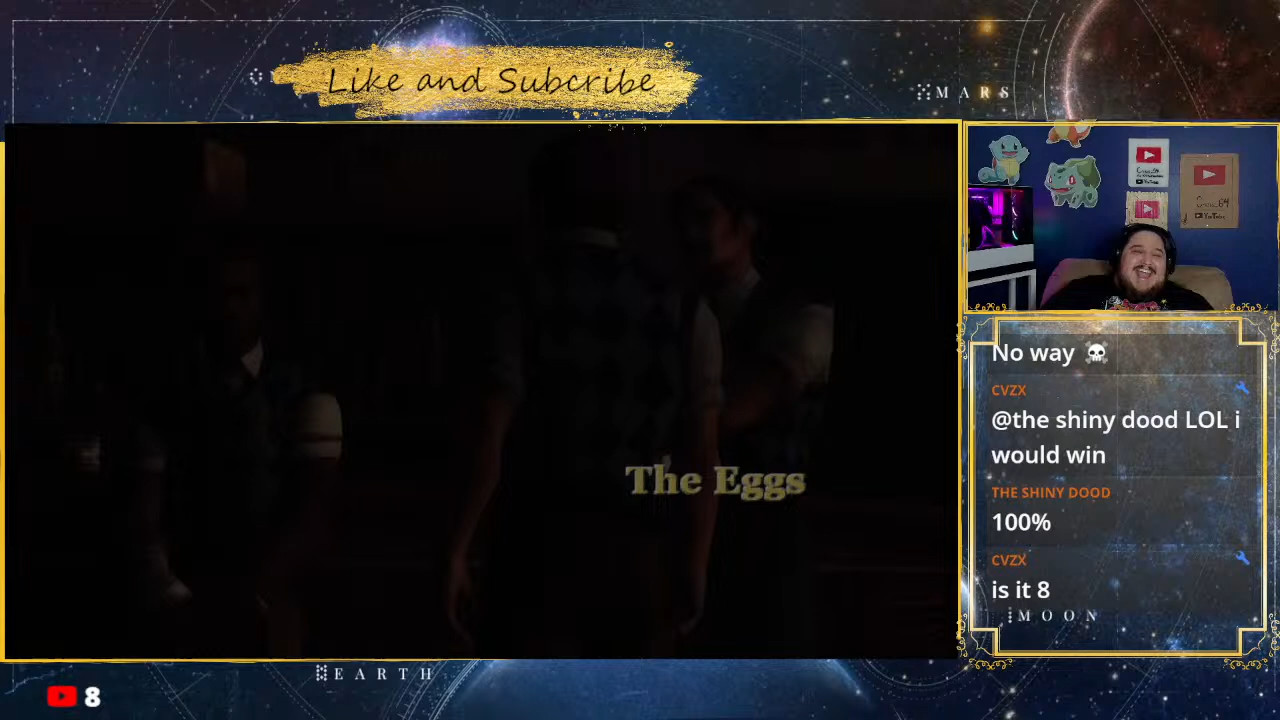 Like and Subcribe
MARS
The Eggs
No way ☠
CVZX
@the shiny dood LOL i
would win
THE SHINY DOOD
100%
CVZX
is it 8
MOON
EARTH
8